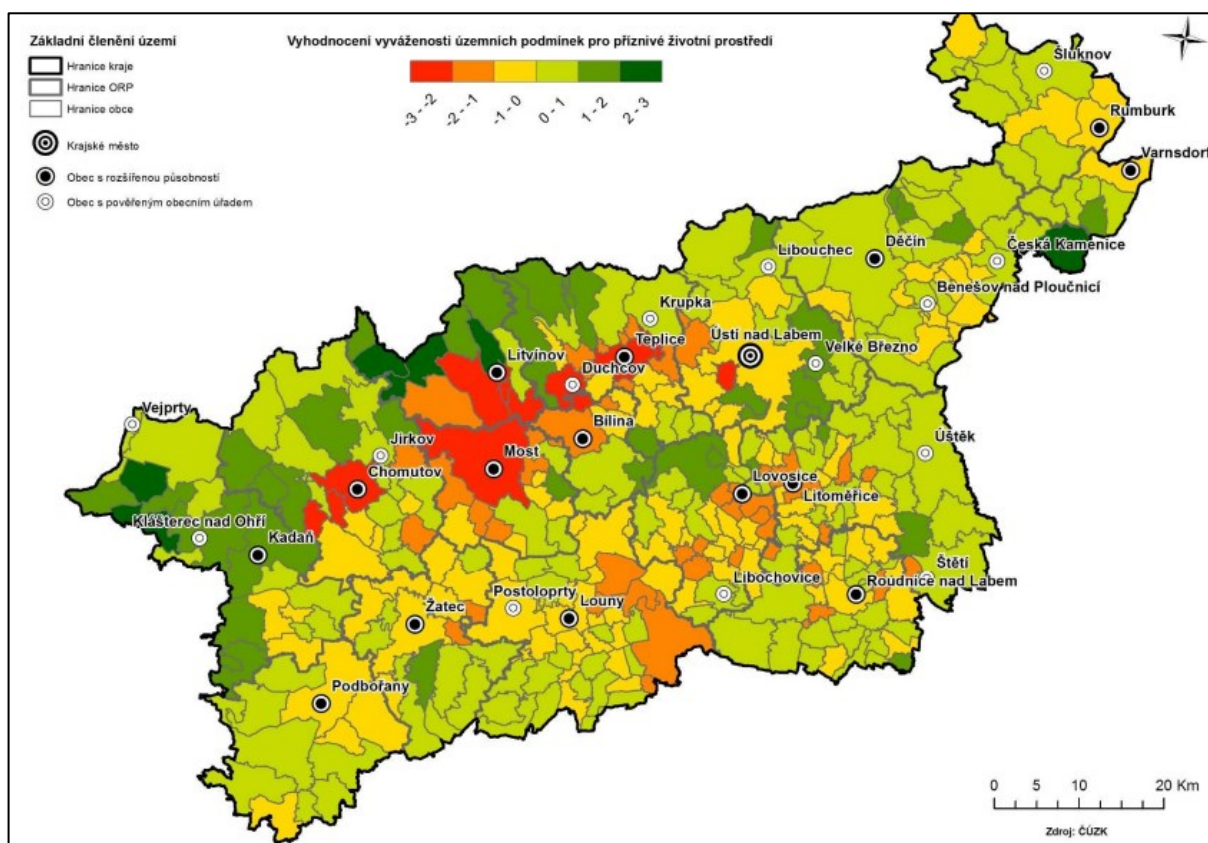 Základní členění území
Hranice kraje
Hranice ORP
Hranice obce
Krajské město
Obec s rozšířenou působností
Obec s pověřeným obecním úřadem
Vyhodnocení vyváženosti územních podmínek pro příznivé životní prostředí
-3 - -2
-2 - -1
-1 - 0
0 - 1
1 - 2
2 - 3
Šluknov
Rumburk
Varnsdorf
Česká Kamenice
Děčín
Libouchec
Benešov nad Ploučnicí
Krupka
Ústí nad Labem
Teplice
Velké Březno
Litvínov
Duchcov
Vejprty
Bílina
Jirkov
Úštěk
Most
Chomutov
Lovosice
Litoměřice
Klášterec nad Ohří
Kadaň
Štětí
Libochovice
Roudnice nad Labem
Postoloprty
Louny
Žatec
Podbořany
0 5 10 20 Km
Zdroj: ČÚZK